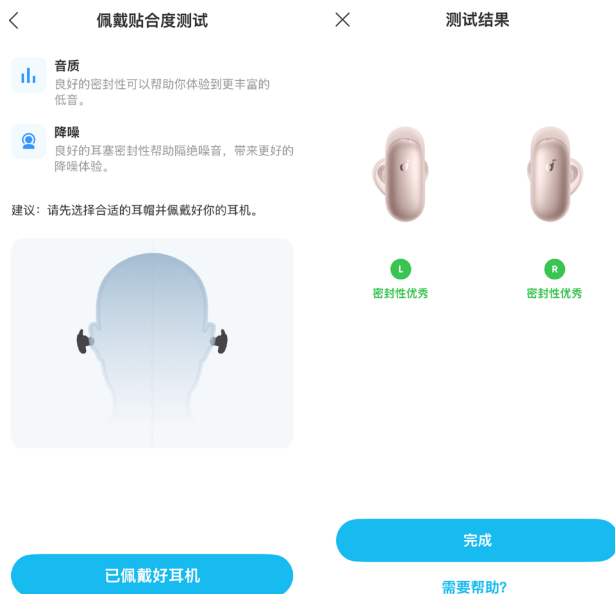 佩戴贴合度测试
音质
良好的密封性可以帮助你体验到更丰富的
低音。
降噪
良好的耳塞密封性帮助隔绝噪音，带来更好的
降噪体验。
建议：请先选择合适的耳帽并佩戴好你的耳机。
已佩戴好耳机
测试结果
L
R
密封性优秀
密封性优秀
完成
需要帮助?